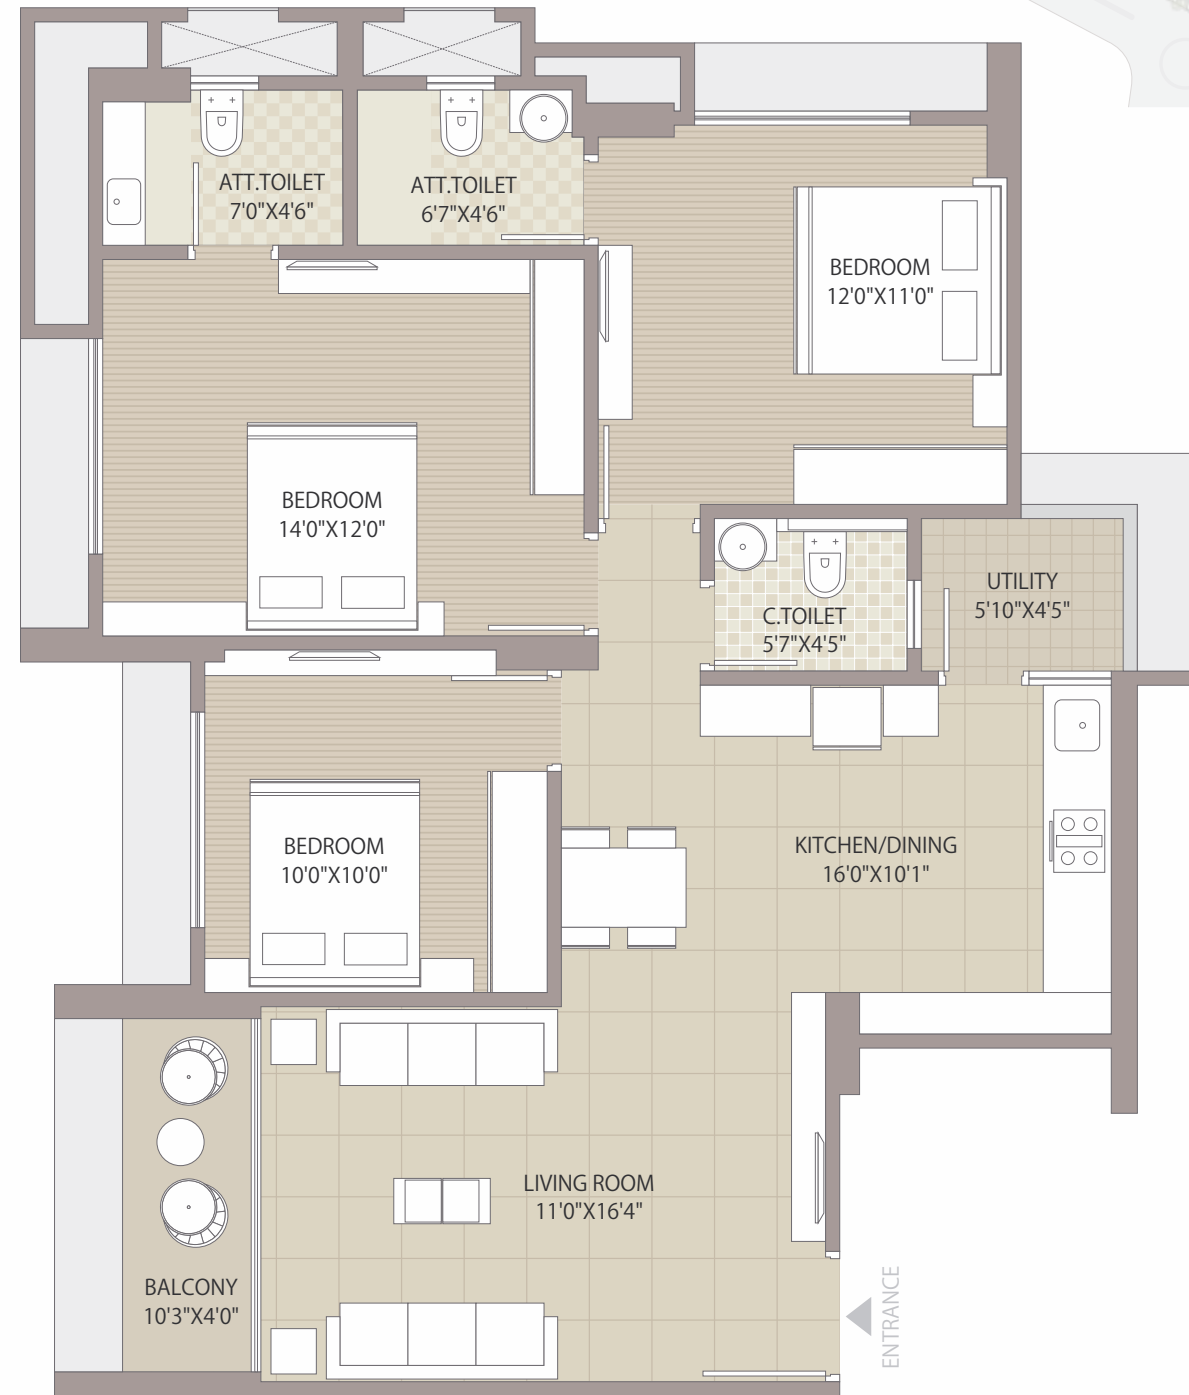 ATT.TOILET
7'0"X4'6"
ATT.TOILET
6'7"X4'6"
BEDROOM
12'0"X11'0"
BEDROOM
14'0"X12'0"
C.TOILET
5'7"X4'5"
UTILITY
5'10"X4'5"
BEDROOM
10'0"X10'0"
KITCHEN/DINING
16'0"X10'1"
LIVING ROOM
11'0"X16'4"
BALCONY
10'3"X4'0"
ENTRANCE